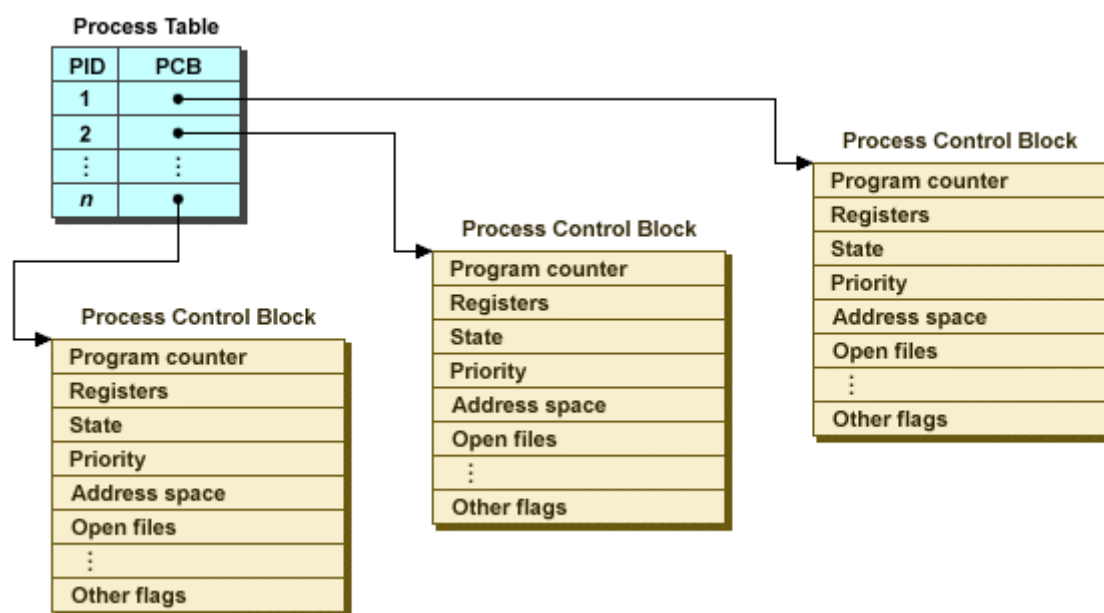 Process Table
PID PCB
1
2
⋮ ⋮
n
Process Control Block
Program counter
Registers
State
Priority
Address space
Open files
⋮
Other flags
Process Control Block
Program counter
Registers
State
Priority
Address space
Open files
⋮
Other flags
Process Control Block
Program counter
Registers
State
Priority
Address space
Open files
⋮
Other flags